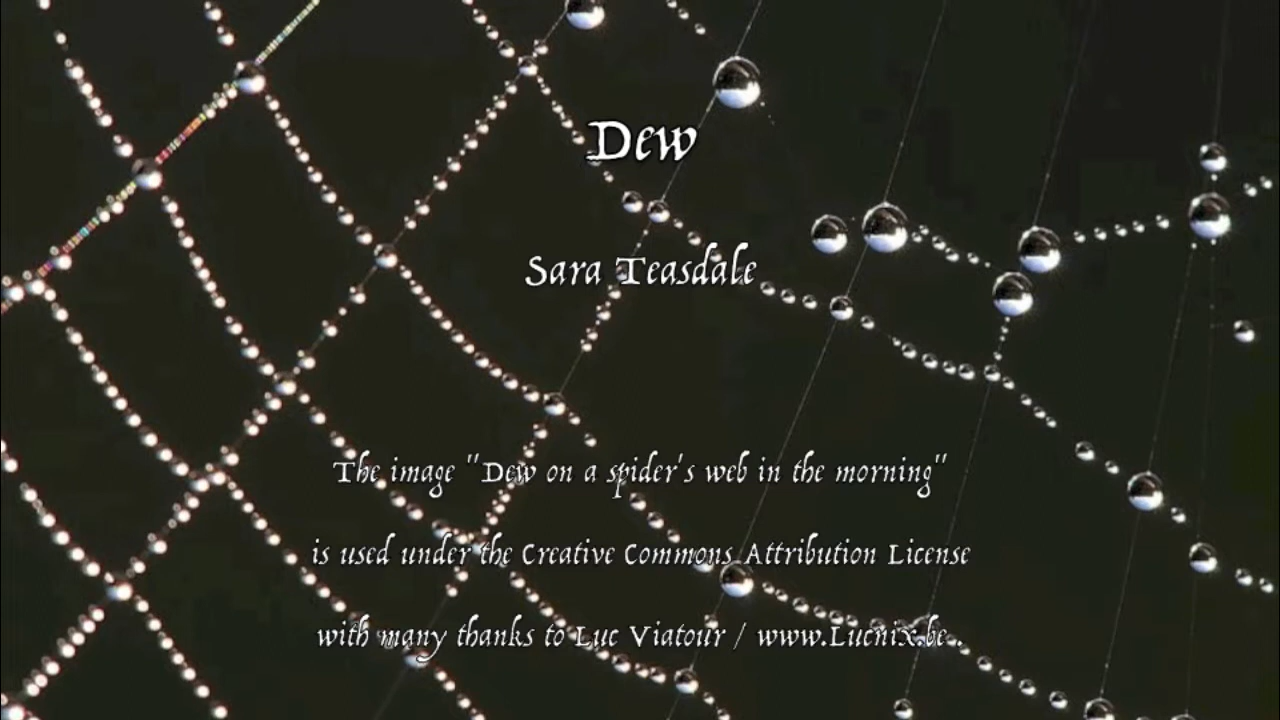 Dew
Sara Teasdale
The image "Dew on a spider's web in the morning"
is used under the Creative Commons Attribution License
with many thanks to Luc Viatour / www.Lucnix.be .